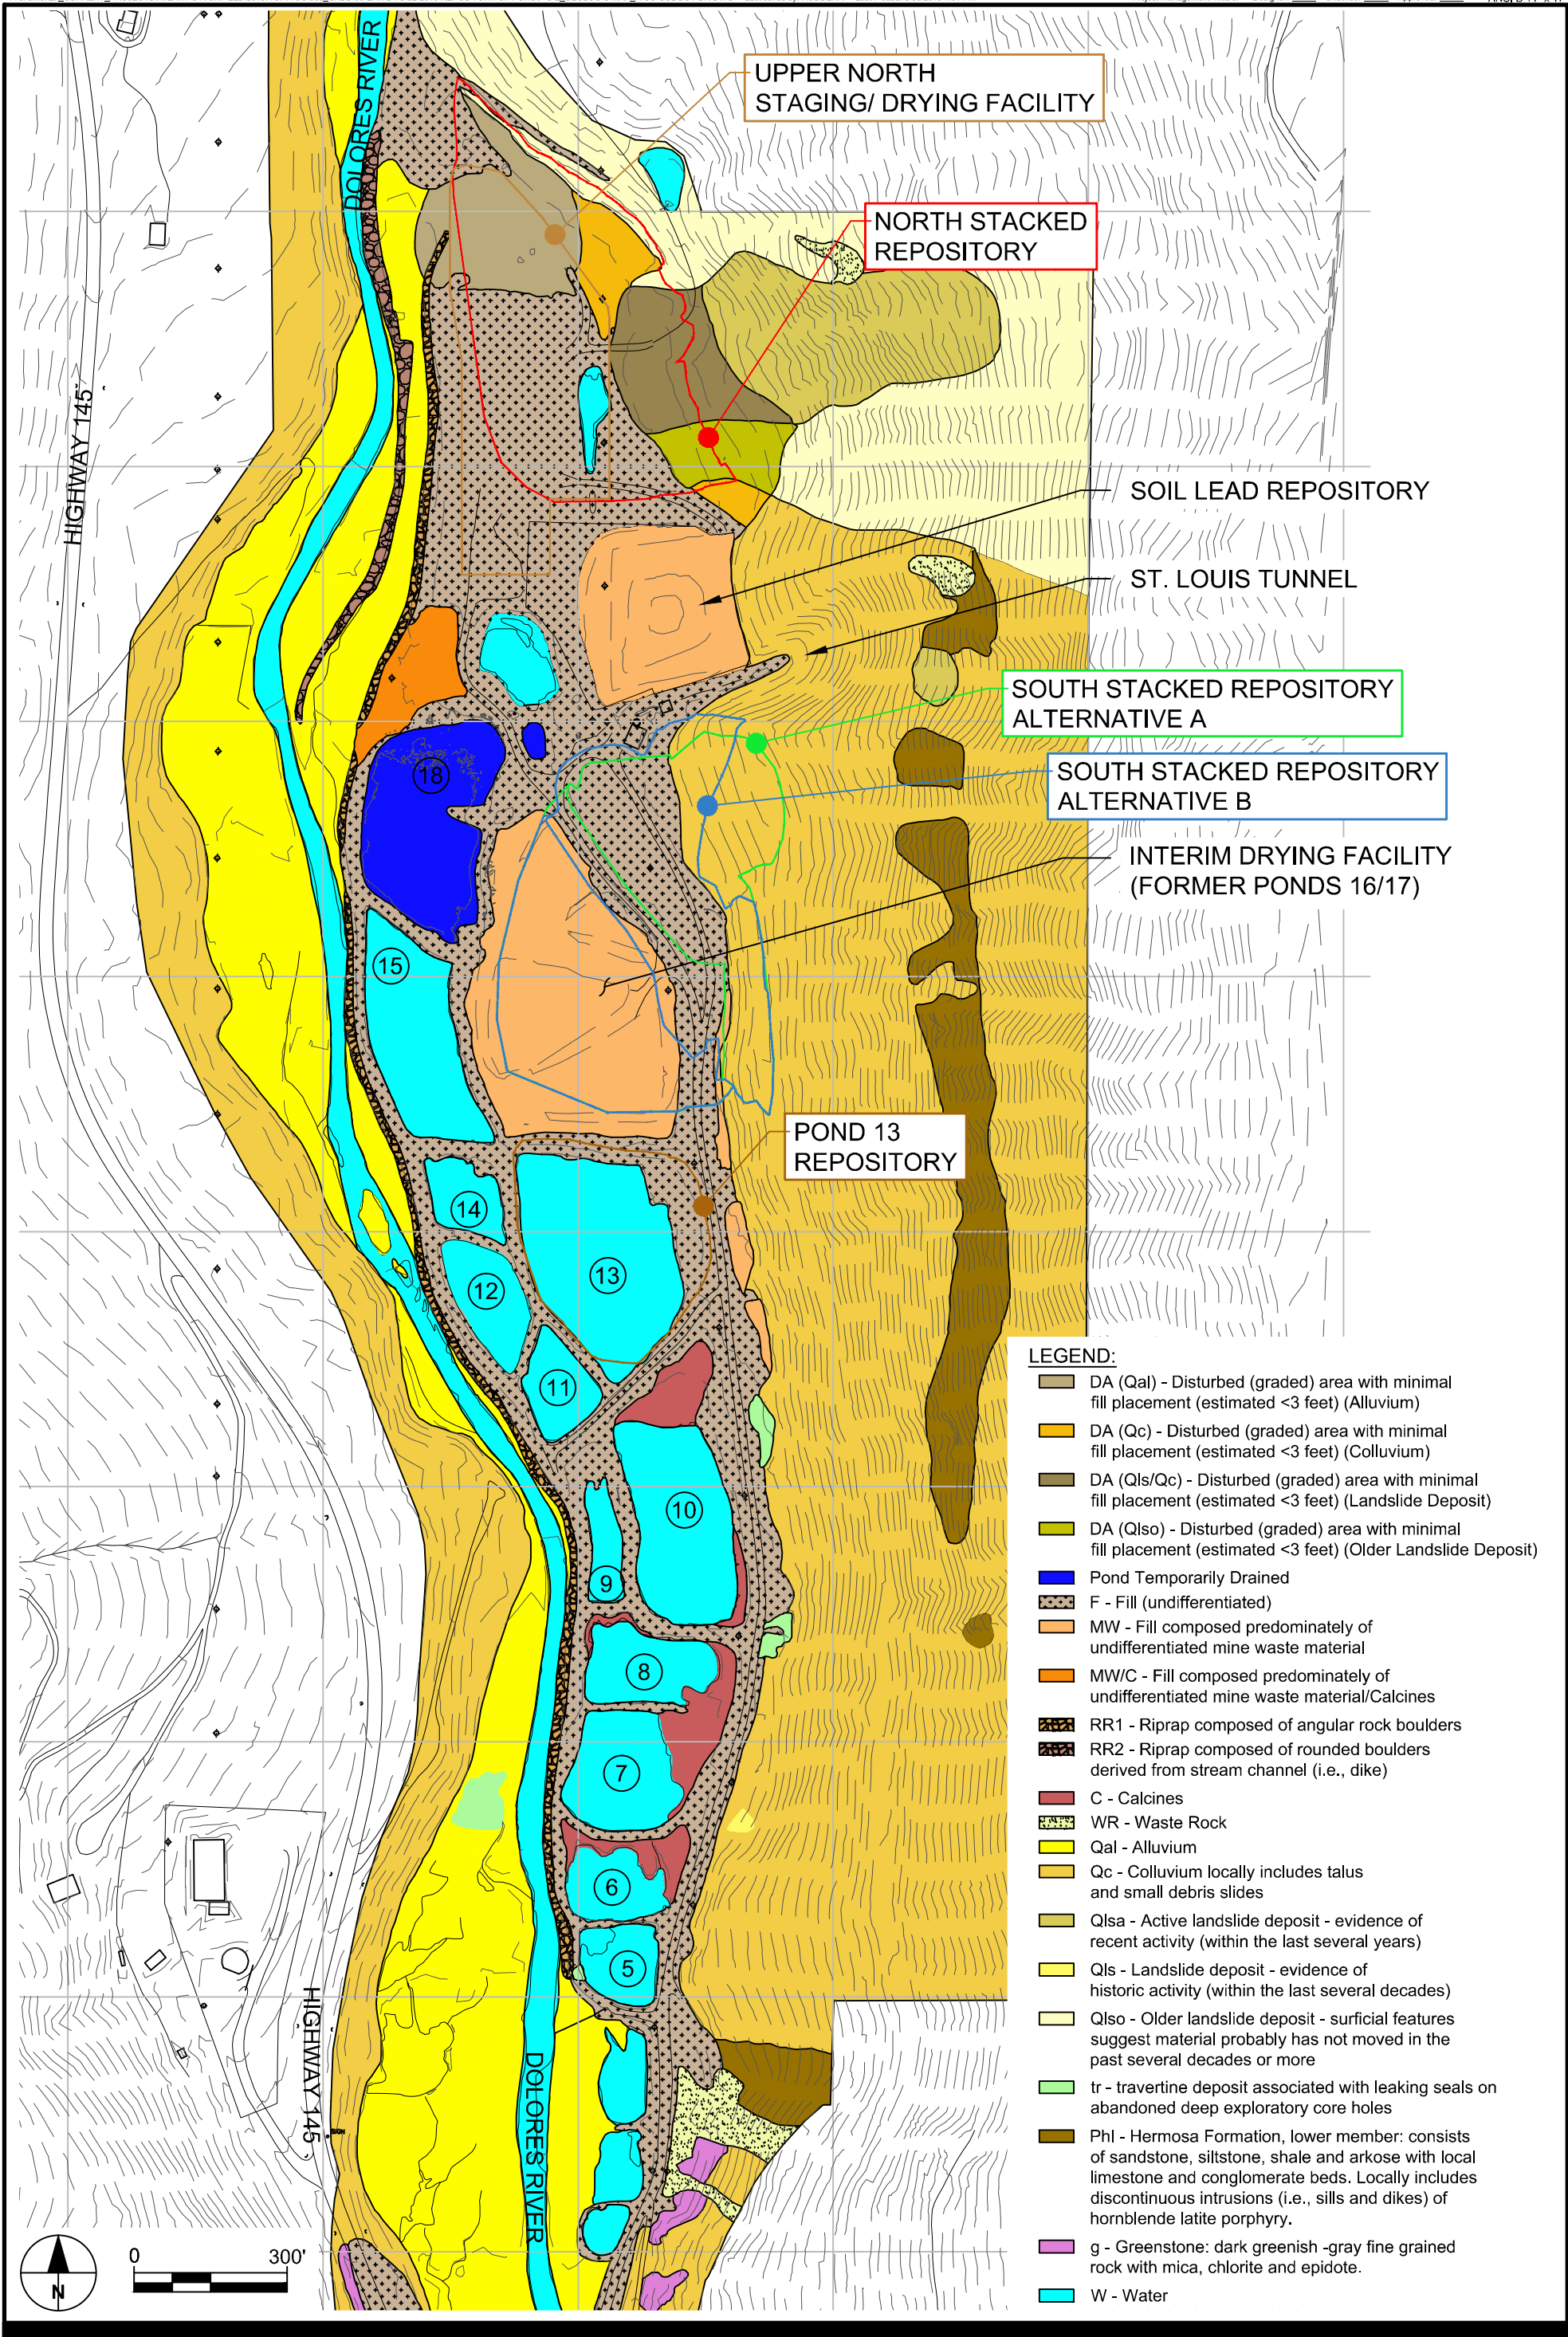 DOLORES RIVER
UPPER NORTH
STAGING/ DRYING FACILITY
NORTH STACKED
REPOSITORY
HIGHWAY 145
SOIL LEAD REPOSITORY
ST. LOUIS TUNNEL
SOUTH STACKED REPOSITORY
ALTERNATIVE A
SOUTH STACKED REPOSITORY
ALTERNATIVE B
18
INTERIM DRYING FACILITY
(FORMER PONDS 16/17)
15
POND 13
REPOSITORY
14
13
12
11
10
9
8
7
6
5
HIGHWAY 145
DOLORES RIVER
SIGN
LEGEND:
DA (Qal) - Disturbed (graded) area with minimal
fill placement (estimated <3 feet) (Alluvium)
DA (Qc) - Disturbed (graded) area with minimal
fill placement (estimated <3 feet) (Colluvium)
DA (Qls/Qc) - Disturbed (graded) area with minimal
fill placement (estimated <3 feet) (Landslide Deposit)
DA (Qlso) - Disturbed (graded) area with minimal
fill placement (estimated <3 feet) (Older Landslide Deposit)
Pond Temporarily Drained
F - Fill (undifferentiated)
MW - Fill composed predominately of
undifferentiated mine waste material
MW/C - Fill composed predominately of
undifferentiated mine waste material/Calcines
RR1 - Riprap composed of angular rock boulders
RR2 - Riprap composed of rounded boulders
derived from stream channel (i.e., dike)
C - Calcines
WR - Waste Rock
Qal - Alluvium
Qc - Colluvium locally includes talus
and small debris slides
Qlsa - Active landslide deposit - evidence of
recent activity (within the last several years)
Qls - Landslide deposit - evidence of
historic activity (within the last several decades)
Qlso - Older landslide deposit - surficial features
suggest material probably has not moved in the
past several decades or more
tr - travertine deposit associated with leaking seals on
abandoned deep exploratory core holes
Phl - Hermosa Formation, lower member: consists
of sandstone, siltstone, shale and arkose with local
limestone and conglomerate beds. Locally includes
discontinuous intrusions (i.e., sills and dikes) of
hornblende latite porphyry.
g - Greenstone: dark greenish -gray fine grained
rock with mica, chlorite and epidote.
W - Water
N
0 300'